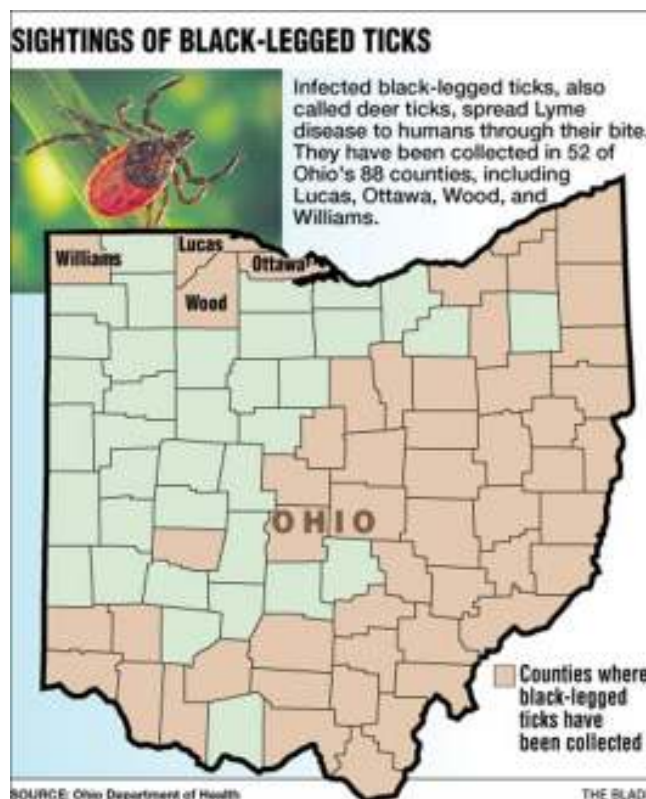 SIGHTINGS OF BLACK-LEGGED TICKS
Infected black-legged ticks, also
called deer ticks, spread Lyme
disease to humans through their bite.
They have been collected in 52 of
Ohio's 88 counties, including
Lucas, Ottawa, Wood, and
Williams.
Williams
Lucas
Ottawa
Wood
OHIO
Counties where
black-legged
ticks have
been collected
SOURCE: Ohio Department of Health
THE BLAD